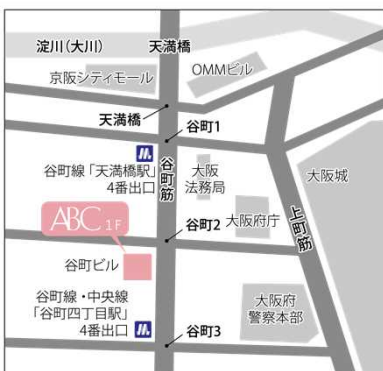 淀川(大川)
天満橋
京阪シティモール
OMMビル
天満橋
谷町1
谷町線「天満橋駅」
4番出口
谷町筋
大阪
法務局
大阪城
ABC 1F
谷町2
大阪府庁
上町筋
谷町ビル
谷町線・中央線
「谷町四丁目駅」
4番出口
大阪府
警察本部
谷町3